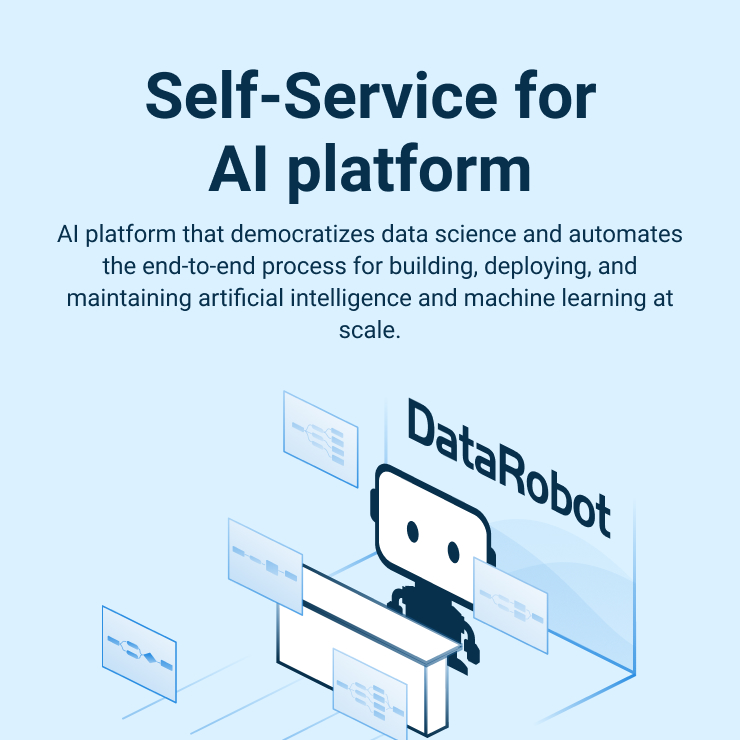 Self-Service for
AI platform
AI platform that democratizes data science and automates
the end-to-end process for building, deploying, and
maintaining artificial intelligence and machine learning at
scale.
DataRobot